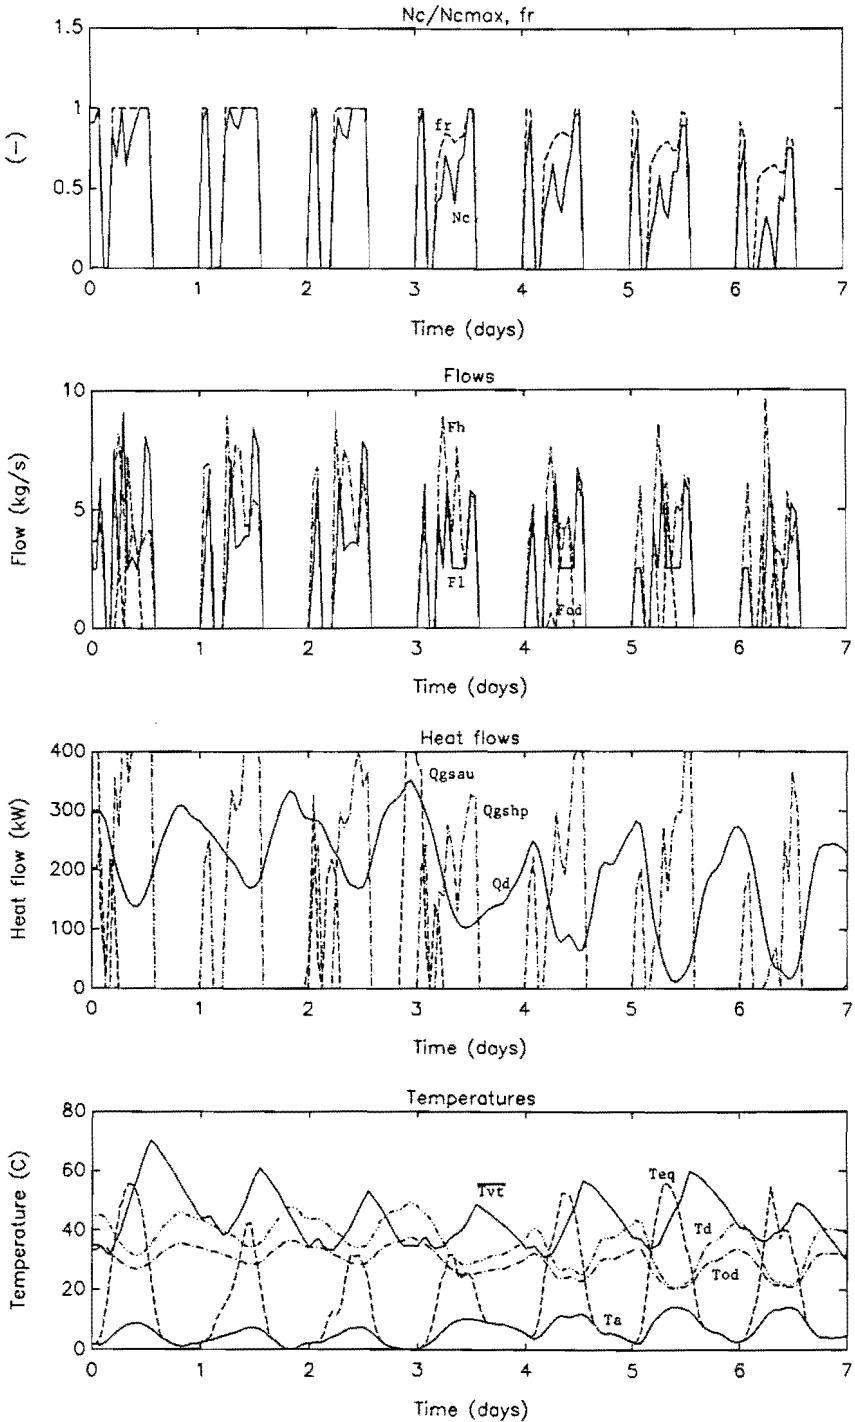 Nc/Ncmax, fr
1.5
1
0.5
0
(-)
fr
Nc
0 1 2 3 4 5 6 7
Time (days)
Flows
10
5
0
Flow (kg/s)
Fh
Fl
Fod
0 1 2 3 4 5 6 7
Time (days)
Heat flows
400
300
200
100
0
Heat flow (kW)
Qgsau
Qgshp
Qd
0 1 2 3 4 5 6 7
Time (days)
Temperatures
80
60
40
20
0
Temperature (C)
Tvt
Teq
Td
Tod
Ta
0 1 2 3 4 5 6 7
Time (days)